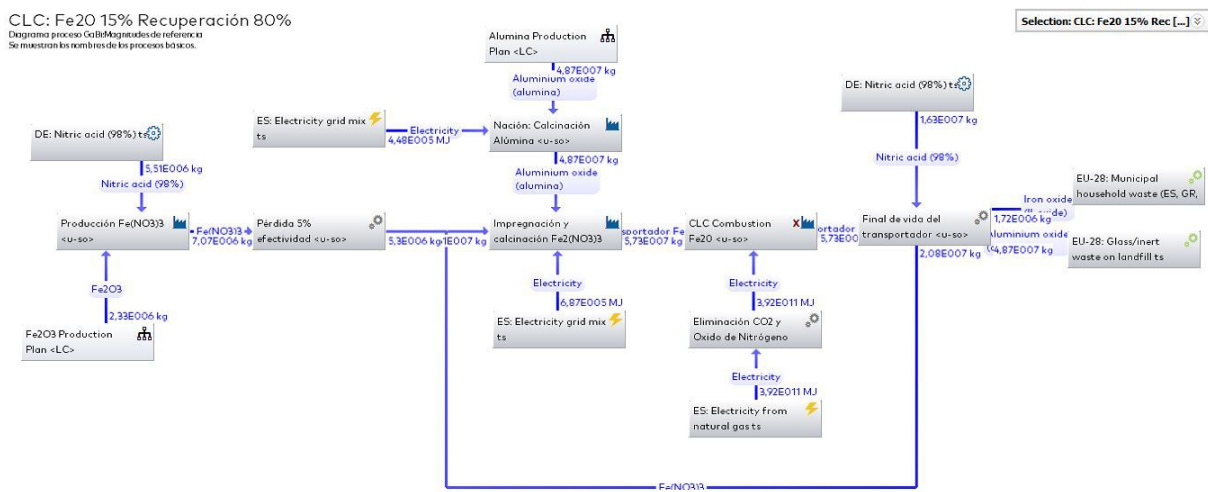 CLC: Fe20 15% Recuperación 80%
Diagrama proceso GaBi:Magnitudes de referencia
Se muestran los nombres de los procesos básicos.
Selection: CLC: Fe20 15% Rec [...]
Alumina Production
Plan <LC>
4,87E007 kg
Aluminium oxide
(alumina)
DE: Nitric acid (98%) ts
1,63E007 kg
Nitric acid (98%)
ES: Electricity grid mix
ts
Electricity
4,48E005 MJ
Nación: Calcinación
Alúmina <u-so>
4,87E007 kg
Aluminium oxide
(alumina)
DE: Nitric acid (98%) ts
5,51E006 kg
Nitric acid (98%)
EU-28: Municipal
household waste (ES, GR,
Producción Fe(NO3)3
<u-so>
Fe(NO3)3
7,07E006 kg
Pérdida 5%
efectividad <u-so>
5,3E006 kg
1E007 kg
Impregnación y
calcinación Fe2(NO3)3
sportador Fe
5,73E007 kg
CLC Combustion
Fe20 <u-so>
X
ortador
5,73E00
Final de vida del
transportador <u-so>
Iron oxide
1,72E006 kg
Aluminium oxide
4,87E007 kg
2,08E007 kg
EU-28: Glass/inert
waste on landfill ts
Fe2O3
2,33E006 kg
Fe2O3 Production
Plan <LC>
Electricity
6,87E005 MJ
ES: Electricity grid mix
ts
Electricity
3,92E011 MJ
Eliminación CO2 y
Oxido de Nitrógeno
Electricity
3,92E011 MJ
ES: Electricity from
natural gas ts
Fe(NO3)3